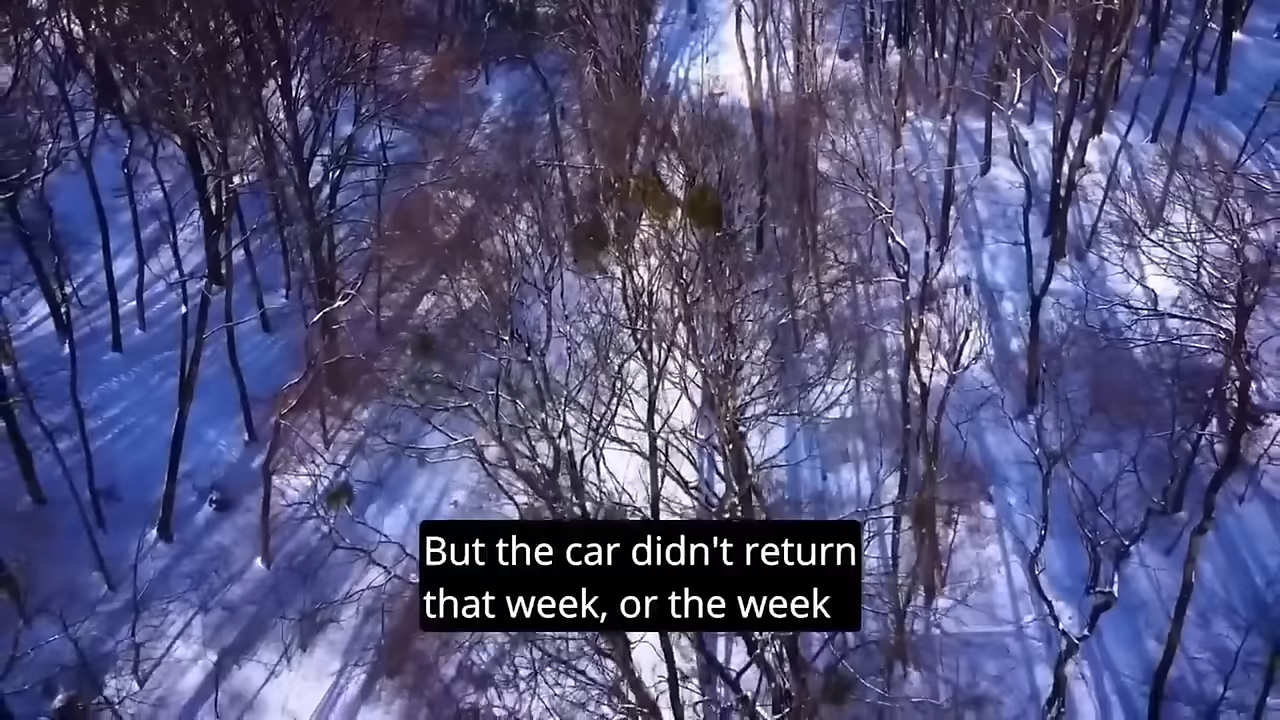 But the car didn't return
that week, or the week